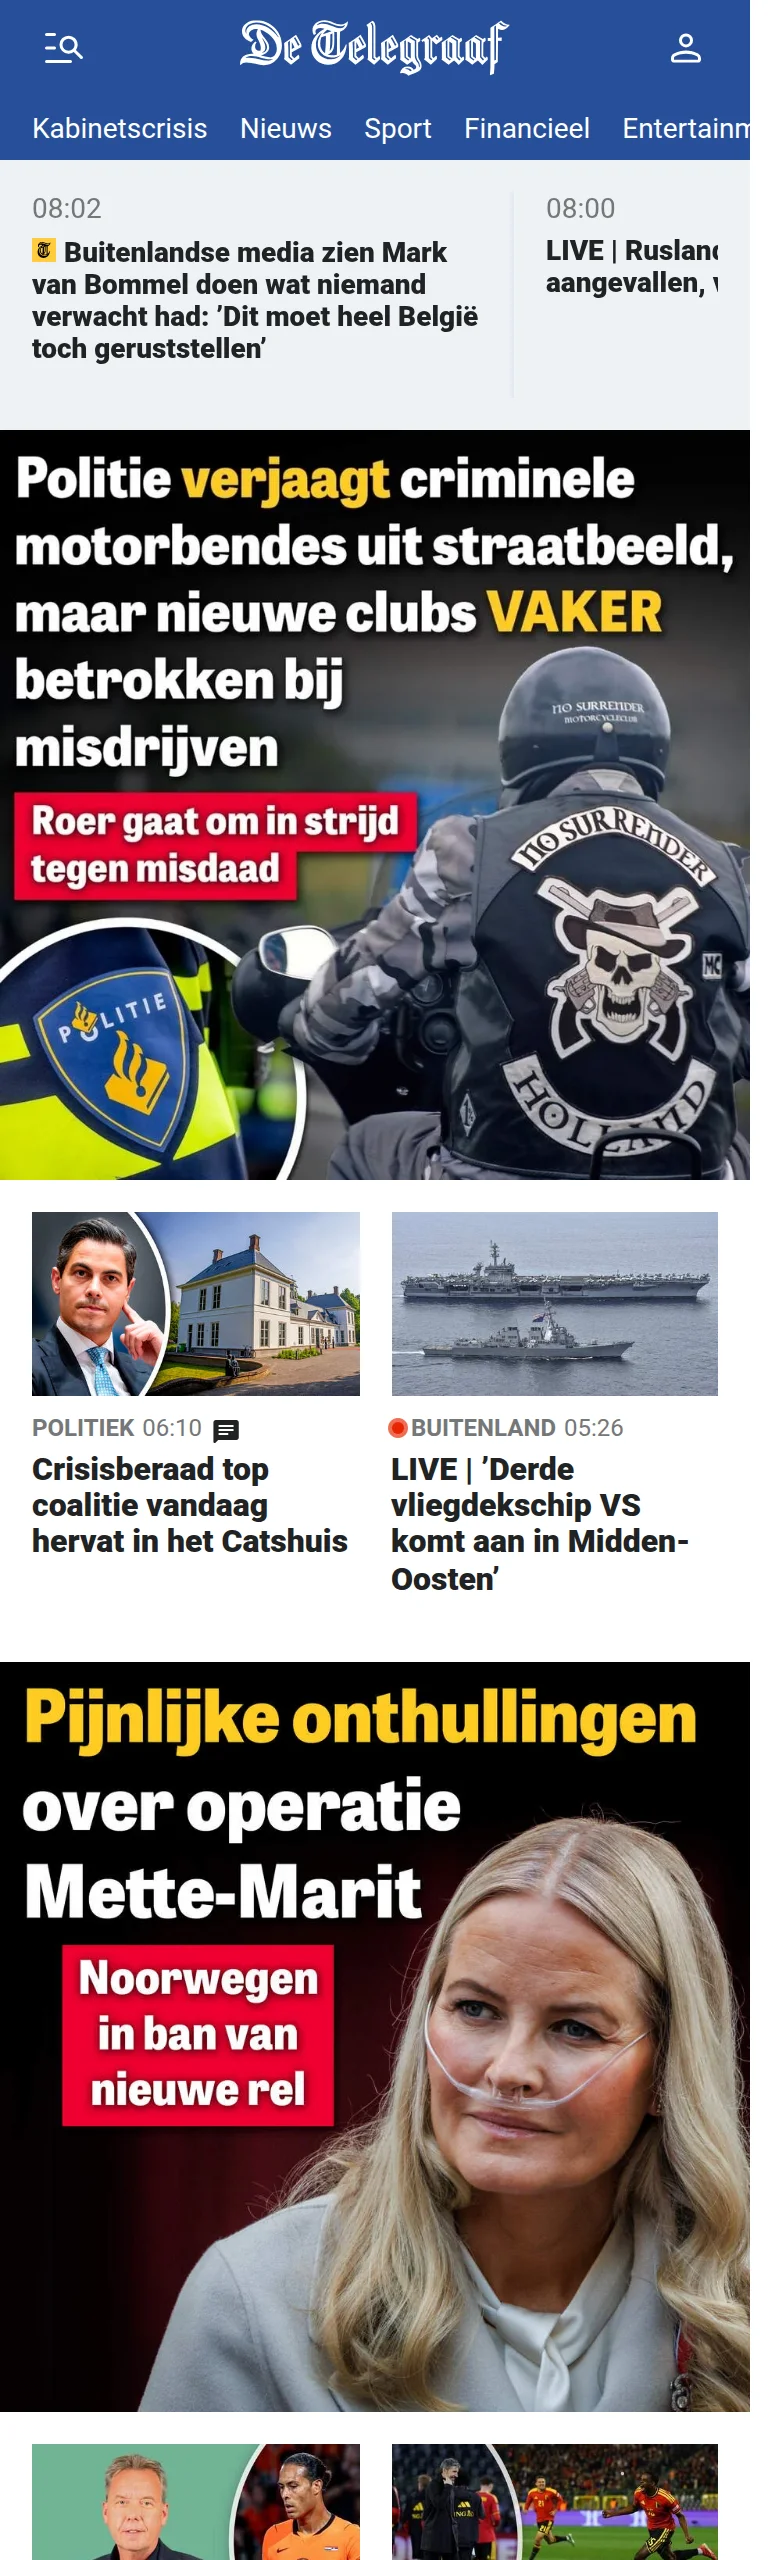 De Telegraaf
Kabinetscrisis Nieuws Sport Financieel Entertainm
08:02
Buitenlandse media zien Mark
van Bommel doen wat niemand
verwacht had: ’Dit moet heel België
toch geruststellen’
08:00
LIVE | Rusland
aangevallen, v
Politie verjaagt criminele
motorbendes uit straatbeeld,
maar nieuwe clubs VAKER
betrokken bij
misdrijven
Roer gaat om in strijd
tegen misdaad
NO SURRENDER
MOTORCYCLECLUB
NO SURRENDER
MC
HOLLAND
POLITIE
POLITIEK 06:10
Crisisberaad top
coalitie vandaag
hervat in het Catshuis
BUITENLAND 05:26
LIVE | ’Derde
vliegdekschip VS
komt aan in Midden-
Oosten’
Pijnlijke onthullingen
over operatie
Mette-Marit
Noorwegen
in ban van
nieuwe rel
ING